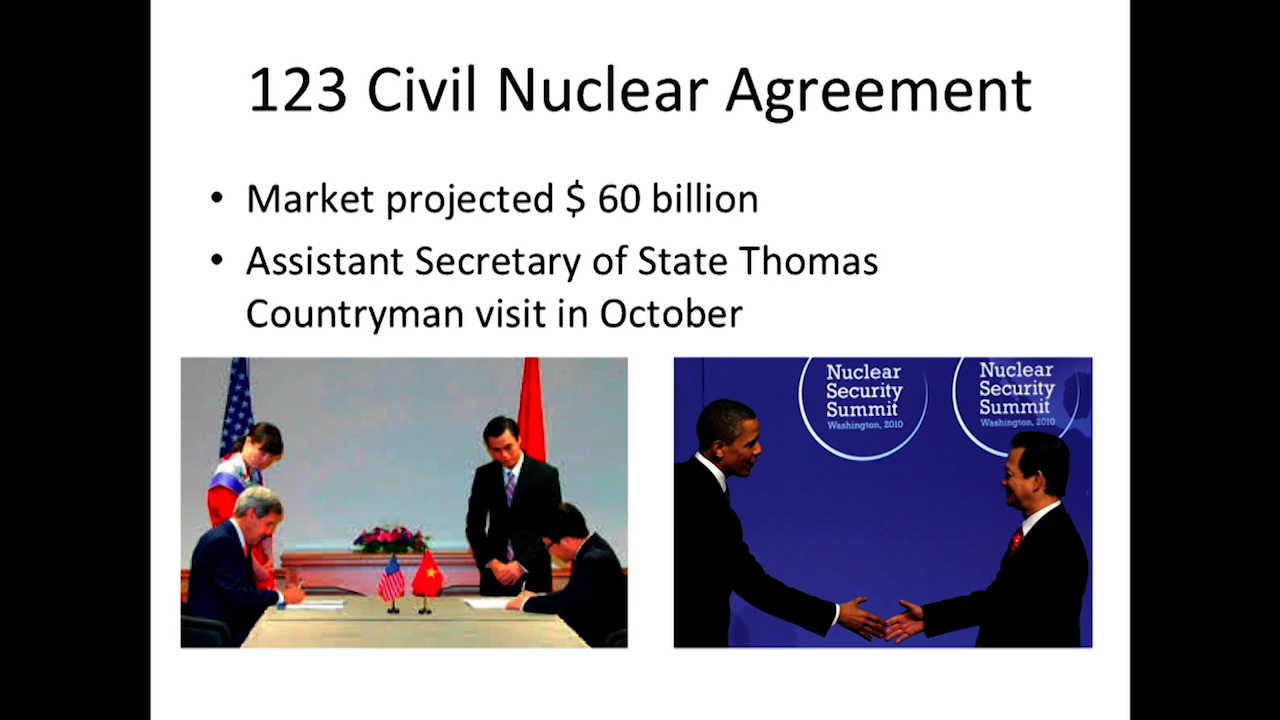 123 Civil Nuclear Agreement
• Market projected $ 60 billion
• Assistant Secretary of State Thomas
Countryman visit in October
Nuclear
Security
Summit
Washington, 2010
Nuclear
Security
Summit
Washington, 2010